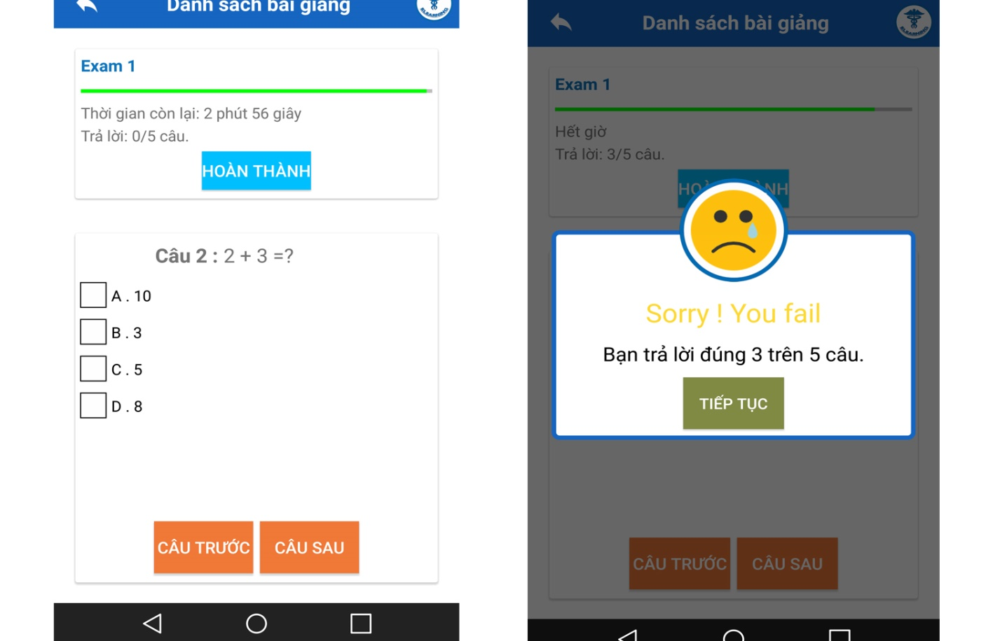 Danh sách bài giảng
ELEARNING
Exam 1
Thời gian còn lại: 2 phút 56 giây
Trả lời: 0/5 câu.
HOÀN THÀNH
Câu 2 : 2 + 3 =?
A . 10
B . 3
C . 5
D . 8
CÂU TRƯỚC
CÂU SAU
Danh sách bài giảng
ELEARNING
Exam 1
Hết giờ
Trả lời: 3/5 câu.
Sorry ! You fail
Bạn trả lời đúng 3 trên 5 câu.
TIẾP TỤC
CÂU TRƯỚC
CÂU SAU